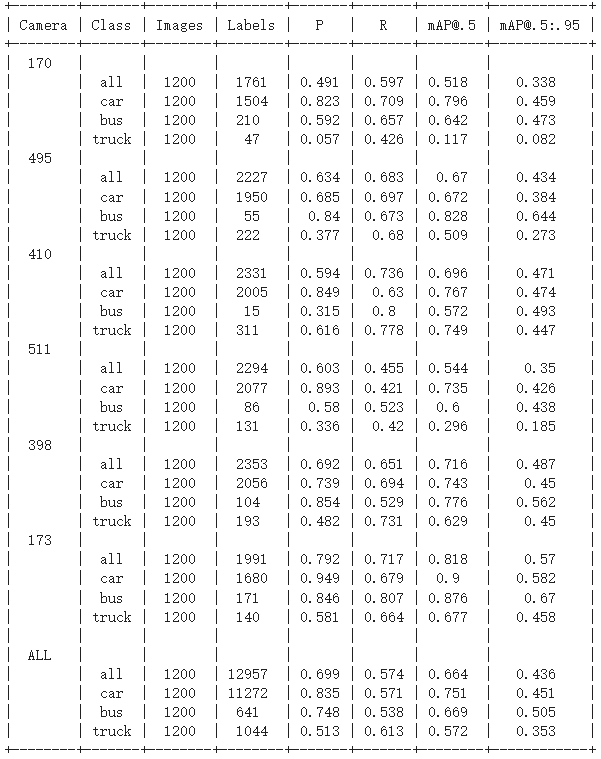 +--------+-------+--------+--------+-------+-------+--------+------------+
| Camera | Class | Images | Labels | P | R | mAP@.5 | mAP@.5:.95 |
+--------+-------+--------+--------+-------+-------+--------+------------+
| 170 | | | | | | | |
| | all | 1200 | 1761 | 0.491 | 0.597 | 0.518 | 0.338 |
| | car | 1200 | 1504 | 0.823 | 0.709 | 0.796 | 0.459 |
| | bus | 1200 | 210 | 0.592 | 0.657 | 0.642 | 0.473 |
| | truck | 1200 | 47 | 0.057 | 0.426 | 0.117 | 0.082 |
| 495 | | | | | | | |
| | all | 1200 | 2227 | 0.634 | 0.683 | 0.67 | 0.434 |
| | car | 1200 | 1950 | 0.685 | 0.697 | 0.672 | 0.384 |
| | bus | 1200 | 55 | 0.84 | 0.673 | 0.828 | 0.644 |
| | truck | 1200 | 222 | 0.377 | 0.68 | 0.509 | 0.273 |
| 410 | | | | | | | |
| | all | 1200 | 2331 | 0.594 | 0.736 | 0.696 | 0.471 |
| | car | 1200 | 2005 | 0.849 | 0.63 | 0.767 | 0.474 |
| | bus | 1200 | 15 | 0.315 | 0.8 | 0.572 | 0.493 |
| | truck | 1200 | 311 | 0.616 | 0.778 | 0.749 | 0.447 |
| 511 | | | | | | | |
| | all | 1200 | 2294 | 0.603 | 0.455 | 0.544 | 0.35 |
| | car | 1200 | 2077 | 0.893 | 0.421 | 0.735 | 0.426 |
| | bus | 1200 | 86 | 0.58 | 0.523 | 0.6 | 0.438 |
| | truck | 1200 | 131 | 0.336 | 0.42 | 0.296 | 0.185 |
| 398 | | | | | | | |
| | all | 1200 | 2353 | 0.692 | 0.651 | 0.716 | 0.487 |
| | car | 1200 | 2056 | 0.739 | 0.694 | 0.743 | 0.45 |
| | bus | 1200 | 104 | 0.854 | 0.529 | 0.776 | 0.562 |
| | truck | 1200 | 193 | 0.482 | 0.731 | 0.629 | 0.45 |
| 173 | | | | | | | |
| | all | 1200 | 1991 | 0.792 | 0.717 | 0.818 | 0.57 |
| | car | 1200 | 1680 | 0.949 | 0.679 | 0.9 | 0.582 |
| | bus | 1200 | 171 | 0.846 | 0.807 | 0.876 | 0.67 |
| | truck | 1200 | 140 | 0.581 | 0.664 | 0.677 | 0.458 |
| | | | | | | | |
| ALL | | | | | | | |
| | all | 1200 | 12957 | 0.699 | 0.574 | 0.664 | 0.436 |
| | car | 1200 | 11272 | 0.835 | 0.571 | 0.751 | 0.451 |
| | bus | 1200 | 641 | 0.748 | 0.538 | 0.669 | 0.505 |
| | truck | 1200 | 1044 | 0.513 | 0.613 | 0.572 | 0.353 |
+--------+-------+--------+--------+-------+-------+--------+------------+